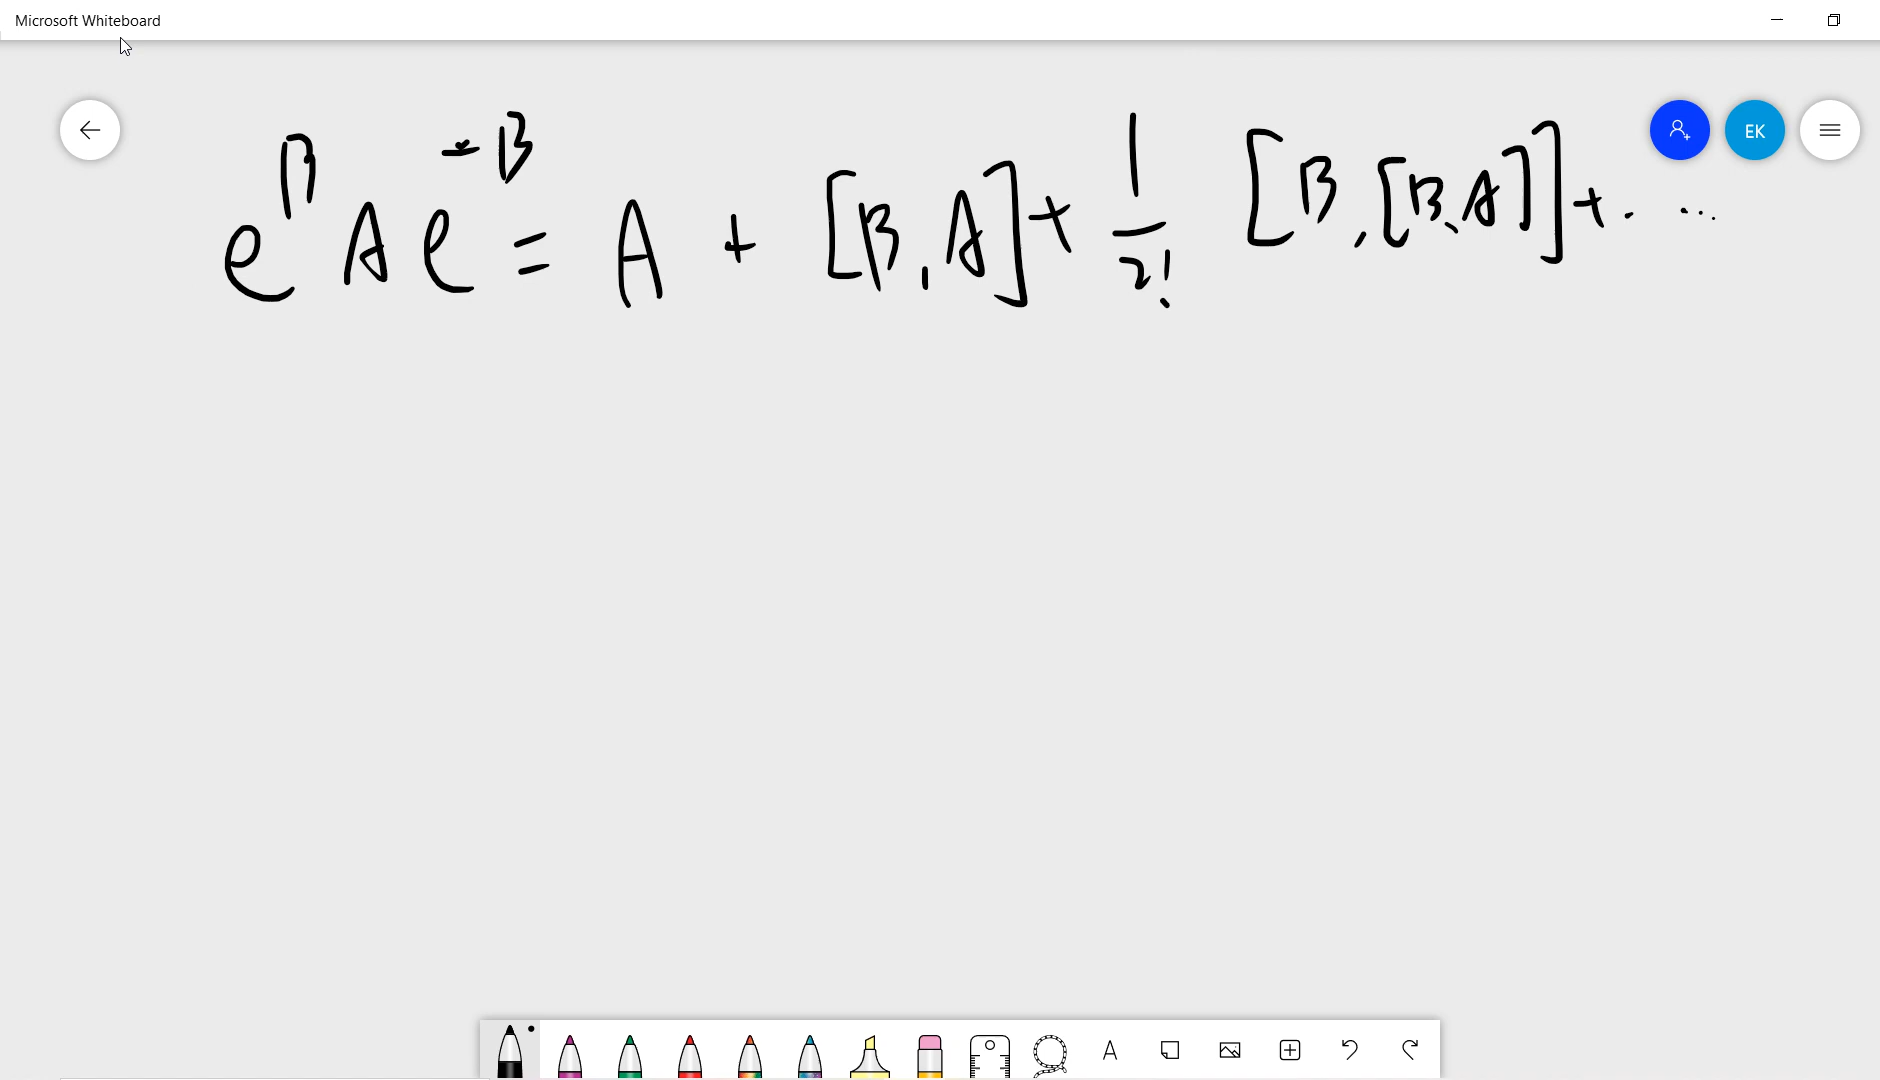 Microsoft Whiteboard
EK
e^B A e^-B = A + [B, A] + 1/2! [B, [B, A]] + . ...
A